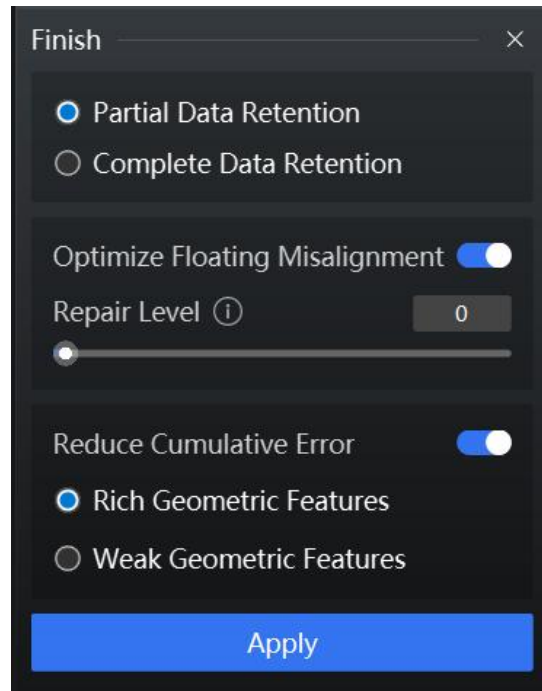 Finish
Partial Data Retention
Complete Data Retention
Optimize Floating Misalignment
Repair Level 0
Reduce Cumulative Error
Rich Geometric Features
Weak Geometric Features
Apply